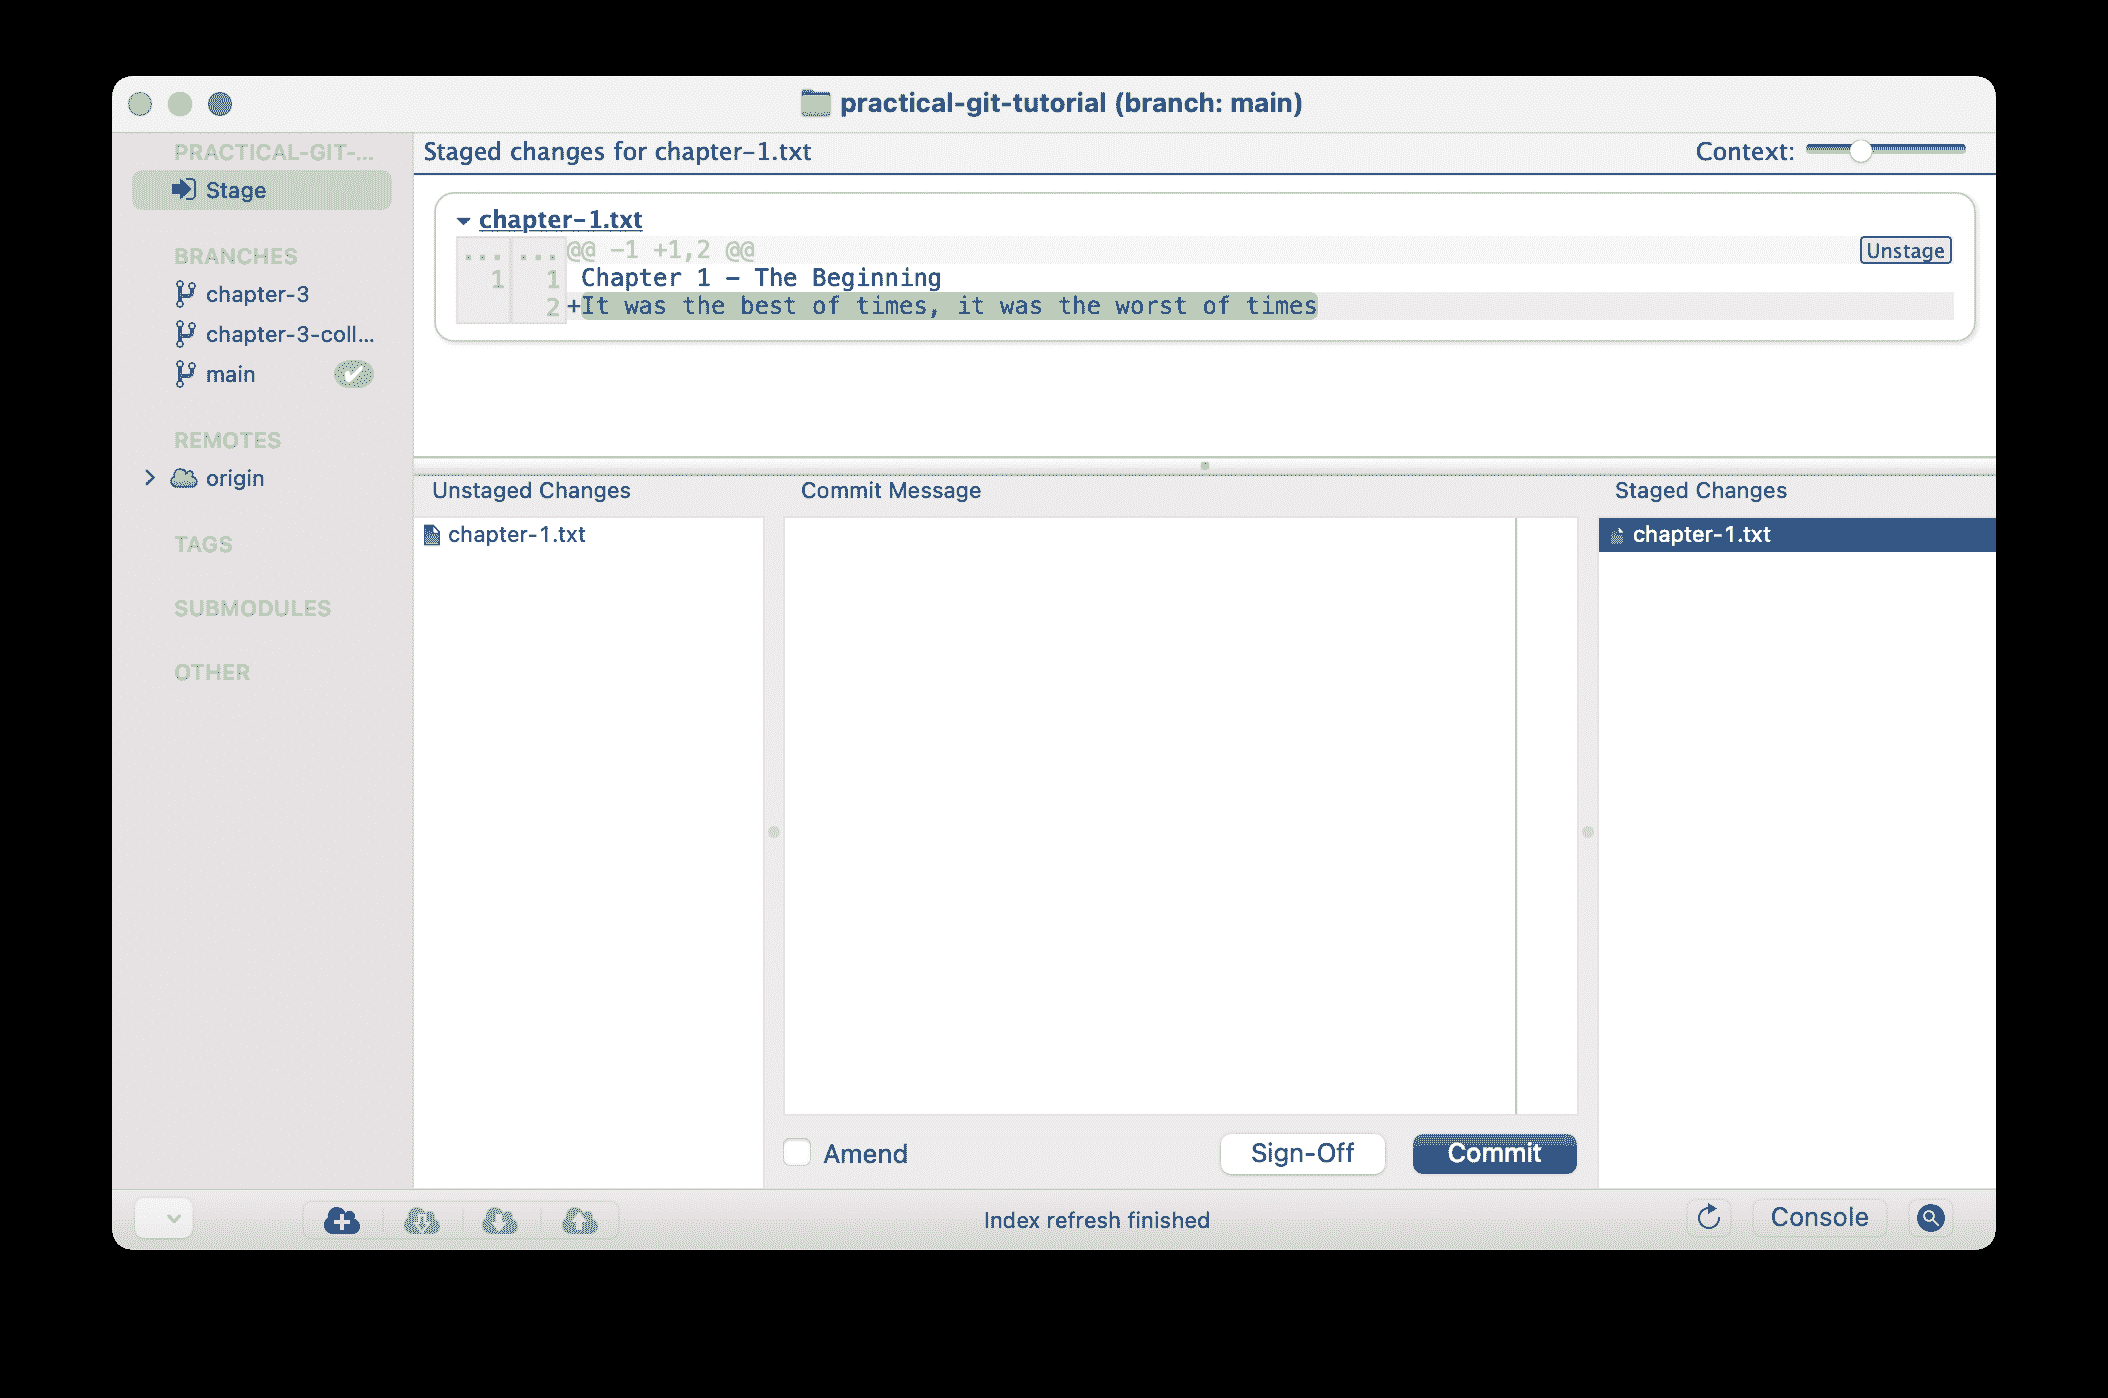 practical-git-tutorial (branch: main)
PRACTICAL-GIT-...
Stage
BRANCHES
chapter-3
chapter-3-coll...
main
REMOTES
origin
TAGS
SUBMODULES
OTHER
Staged changes for chapter-1.txt
Context:
chapter-1.txt
... ... @@ -1 +1,2 @@
Unstage
1 1 Chapter 1 - The Beginning
2 +It was the best of times, it was the worst of times
Unstaged Changes
chapter-1.txt
Commit Message
Staged Changes
chapter-1.txt
Amend
Sign-Off
Commit
Index refresh finished
Console